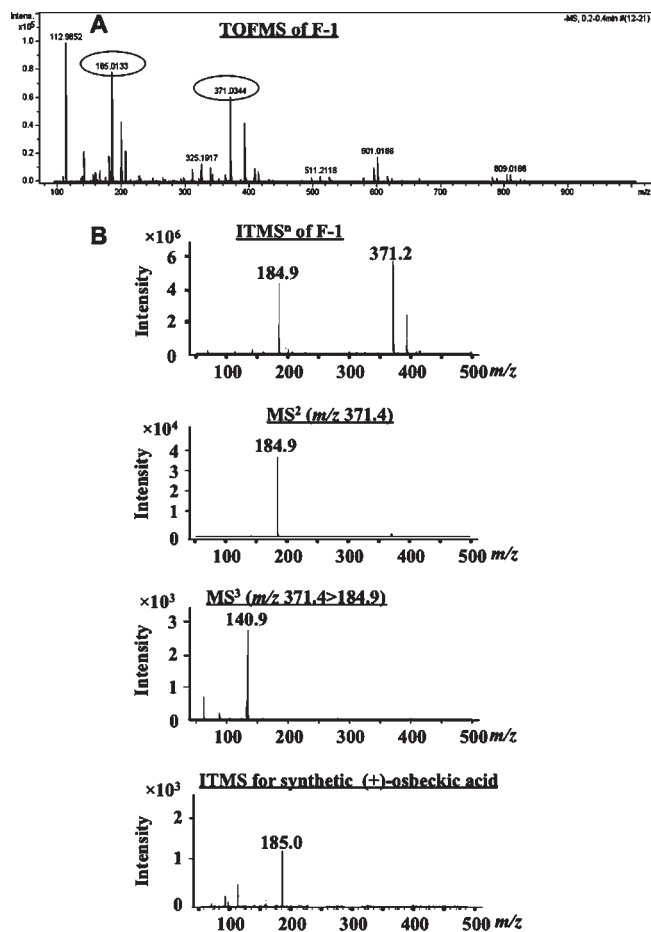 Intens.
x10⁵
A
TOFMS of F-1
-MS, 0.2-0.4min #(12-21)
112.9852
1.0
0.8
185.0133
371.0344
0.6
0.4
0.2
325.1917
511.2118
601.0186
809.0186
0.0
100 200 300 400 500 600 700 800 900 m/z
B
ITMSⁿ of F-1
×10⁶
6
4
2
0
Intensity
184.9
371.2
100 200 300 400 500 m/z
MS² (m/z 371.4)
×10⁴
4
3
2
1
0
Intensity
184.9
100 200 300 400 500 m/z
MS³ (m/z 371.4>184.9)
×10³
3
2
1
0
Intensity
140.9
100 200 300 400 500 m/z
ITMS for synthetic (+)-osbeckic acid
×10³
2
1
0
Intensity
185.0
100 200 300 400 500 m/z